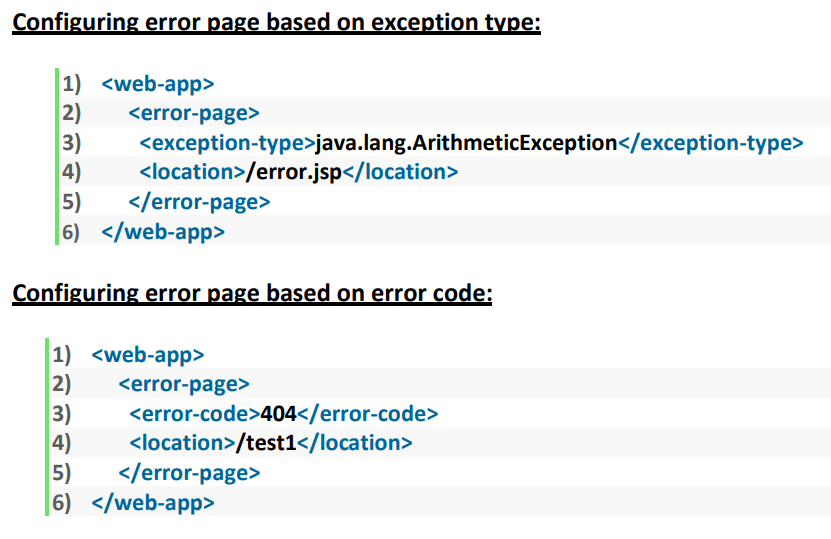 Configuring error page based on exception type:
1) <web-app>
2) <error-page>
3) <exception-type>java.lang.ArithmeticException</exception-type>
4) <location>/error.jsp</location>
5) </error-page>
6) </web-app>
Configuring error page based on error code:
1) <web-app>
2) <error-page>
3) <error-code>404</error-code>
4) <location>/test1</location>
5) </error-page>
6) </web-app>